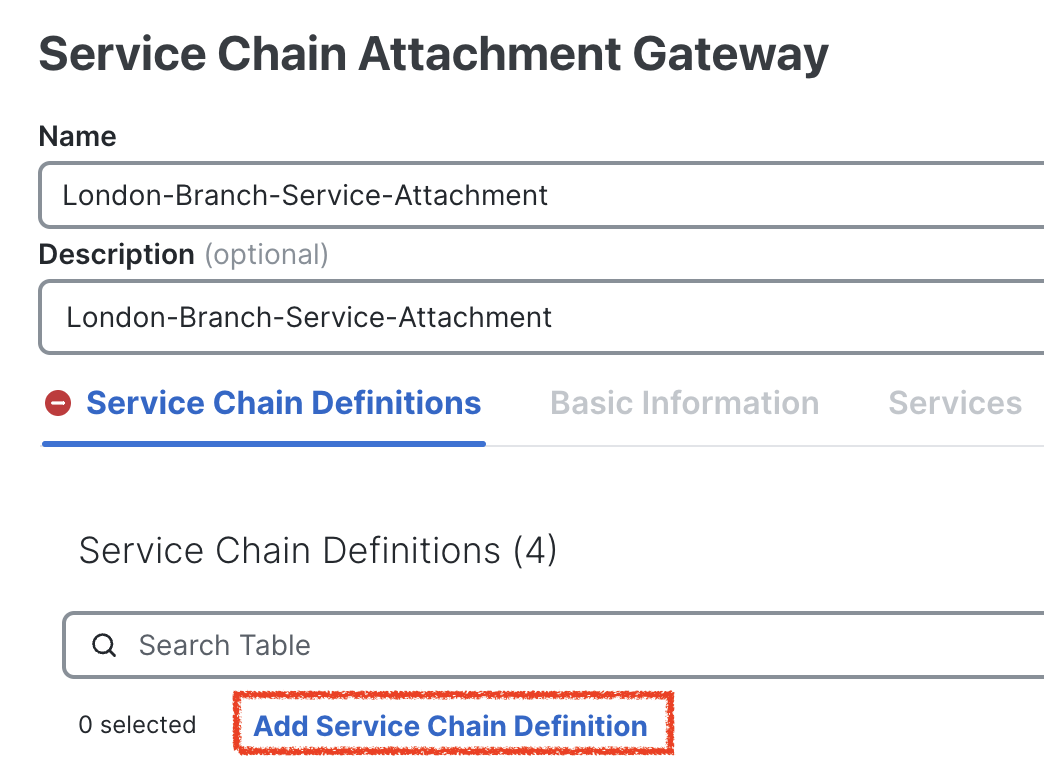 Service Chain Attachment Gateway
Name
London-Branch-Service-Attachment
Description (optional)
London-Branch-Service-Attachment
Service Chain Definitions Basic Information Services
Service Chain Definitions (4)
Search Table
0 selected Add Service Chain Definition